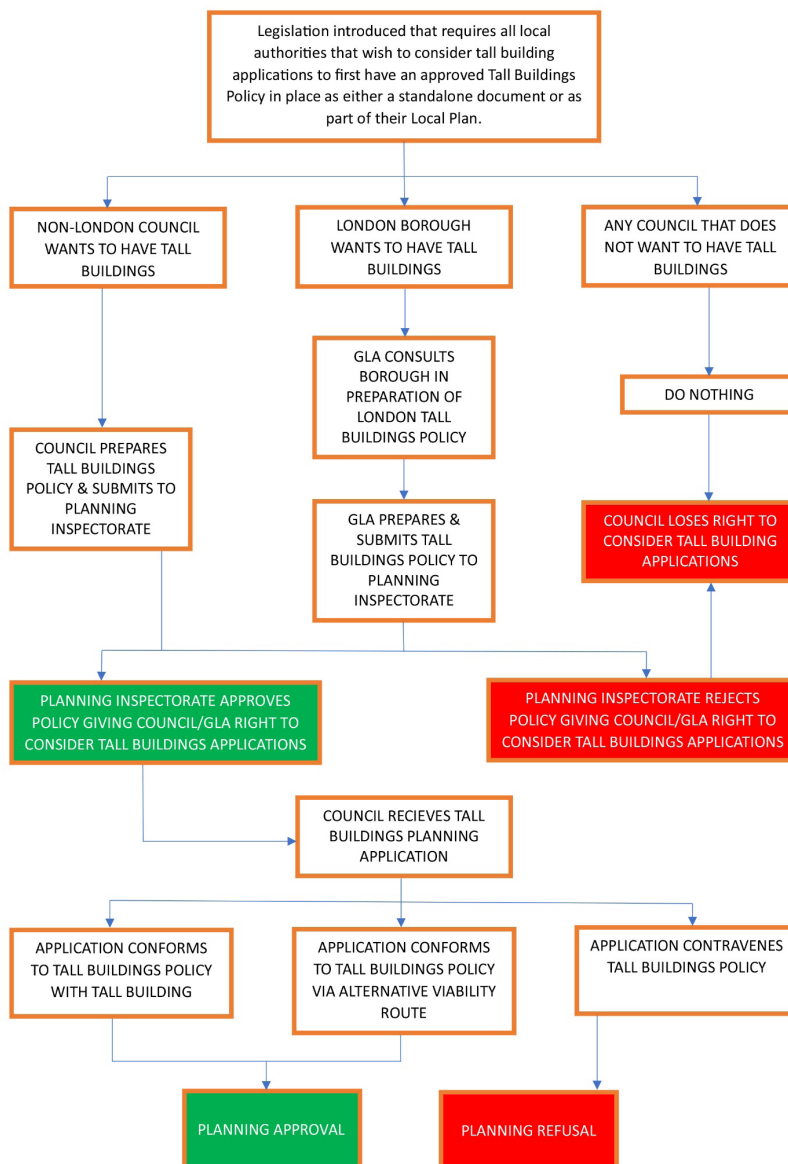 Legislation introduced that requires all local
authorities that wish to consider tall building
applications to first have an approved Tall Buildings
Policy in place as either a standalone document or as
part of their Local Plan.
NON-LONDON COUNCIL
WANTS TO HAVE TALL
BUILDINGS
LONDON BOROUGH
WANTS TO HAVE TALL
BUILDINGS
ANY COUNCIL THAT DOES
NOT WANT TO HAVE TALL
BUILDINGS
GLA CONSULTS
BOROUGH IN
PREPARATION OF
LONDON TALL
BUILDINGS POLICY
DO NOTHING
COUNCIL PREPARES
TALL BUILDINGS
POLICY & SUBMITS TO
PLANNING
INSPECTORATE
GLA PREPARES &
SUBMITS TALL
BUILDINGS POLICY TO
PLANNING
INSPECTORATE
COUNCIL LOSES RIGHT TO
CONSIDER TALL BUILDING
APPLICATIONS
PLANNING INSPECTORATE APPROVES
POLICY GIVING COUNCIL/GLA RIGHT TO
CONSIDER TALL BUILDINGS APPLICATIONS
PLANNING INSPECTORATE REJECTS
POLICY GIVING COUNCIL/GLA RIGHT TO
CONSIDER TALL BUILDINGS APPLICATIONS
COUNCIL RECIEVES TALL
BUILDINGS PLANNING
APPLICATION
APPLICATION CONFORMS
TO TALL BUILDINGS POLICY
WITH TALL BUILDING
APPLICATION CONFORMS
TO TALL BUILDINGS POLICY
VIA ALTERNATIVE VIABILITY
ROUTE
APPLICATION CONTRAVENES
TALL BUILDINGS POLICY
PLANNING APPROVAL
PLANNING REFUSAL